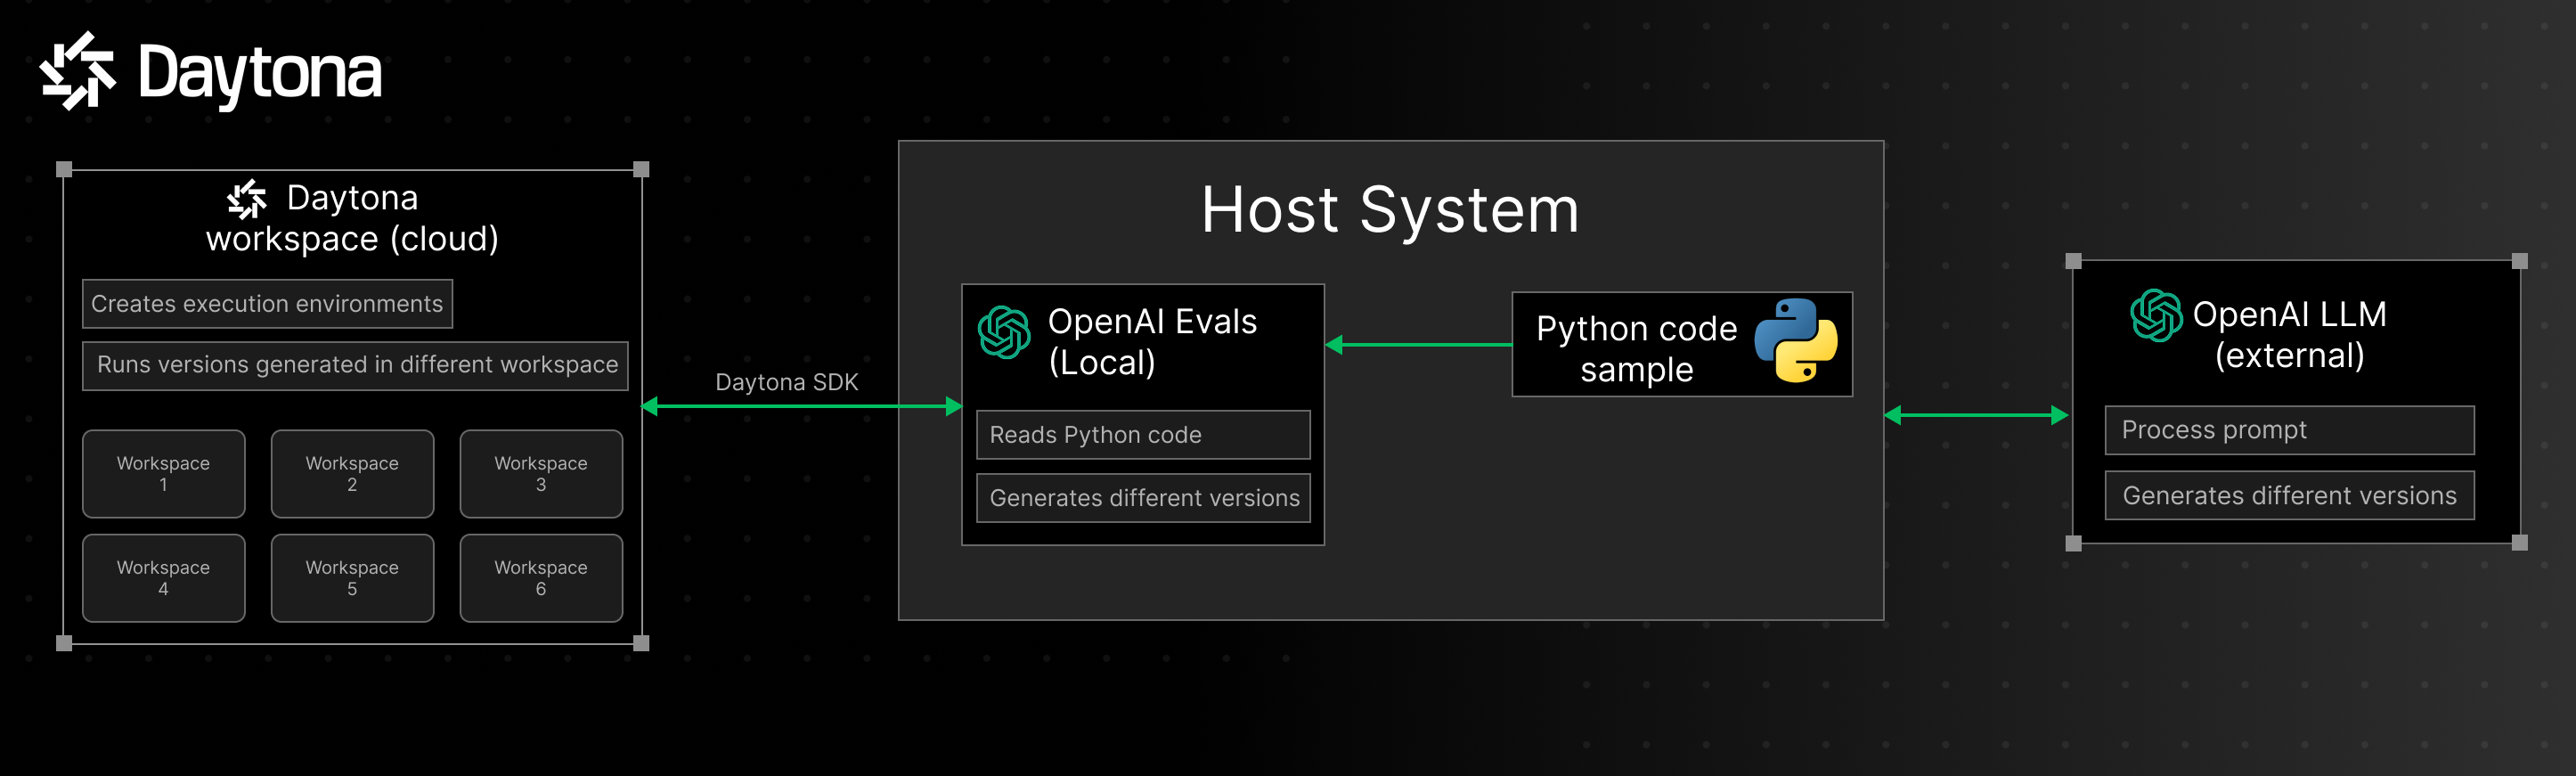 Daytona
Daytona
workspace (cloud)
Creates execution environments
Runs versions generated in different workspace
Workspace
1
Workspace
2
Workspace
3
Workspace
4
Workspace
5
Workspace
6
Daytona SDK
Host System
OpenAI Evals
(Local)
Reads Python code
Generates different versions
Python code
sample
OpenAI LLM
(external)
Process prompt
Generates different versions